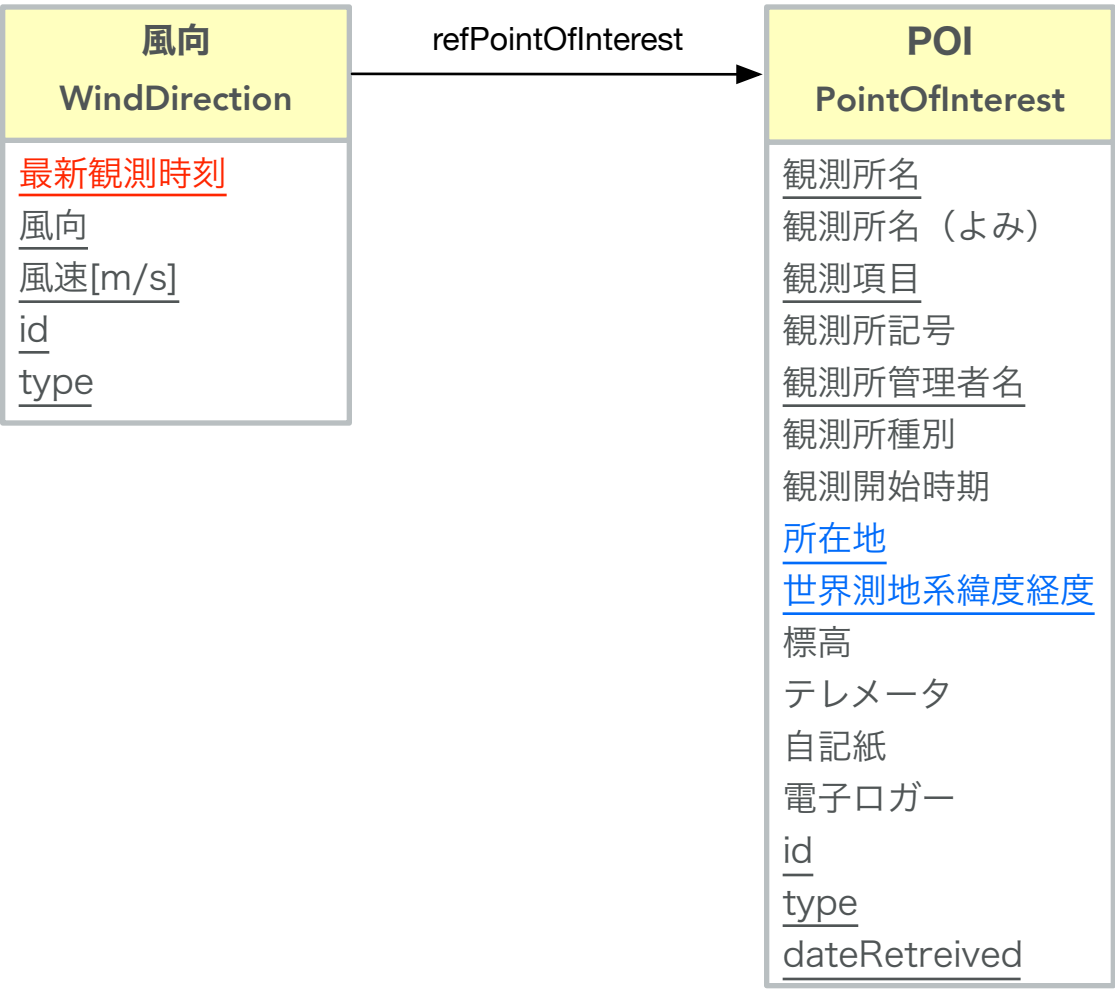 風向
WindDirection
最新観測時刻
風向
風速[m/s]
id
type
refPointOfInterest
POI
PointOfInterest
観測所名
観測所名（よみ）
観測項目
観測所記号
観測所管理者名
観測所種別
観測開始時期
所在地
世界測地系緯度経度
標高
テレメータ
自記紙
電子ロガー
id
type
dateRetreived